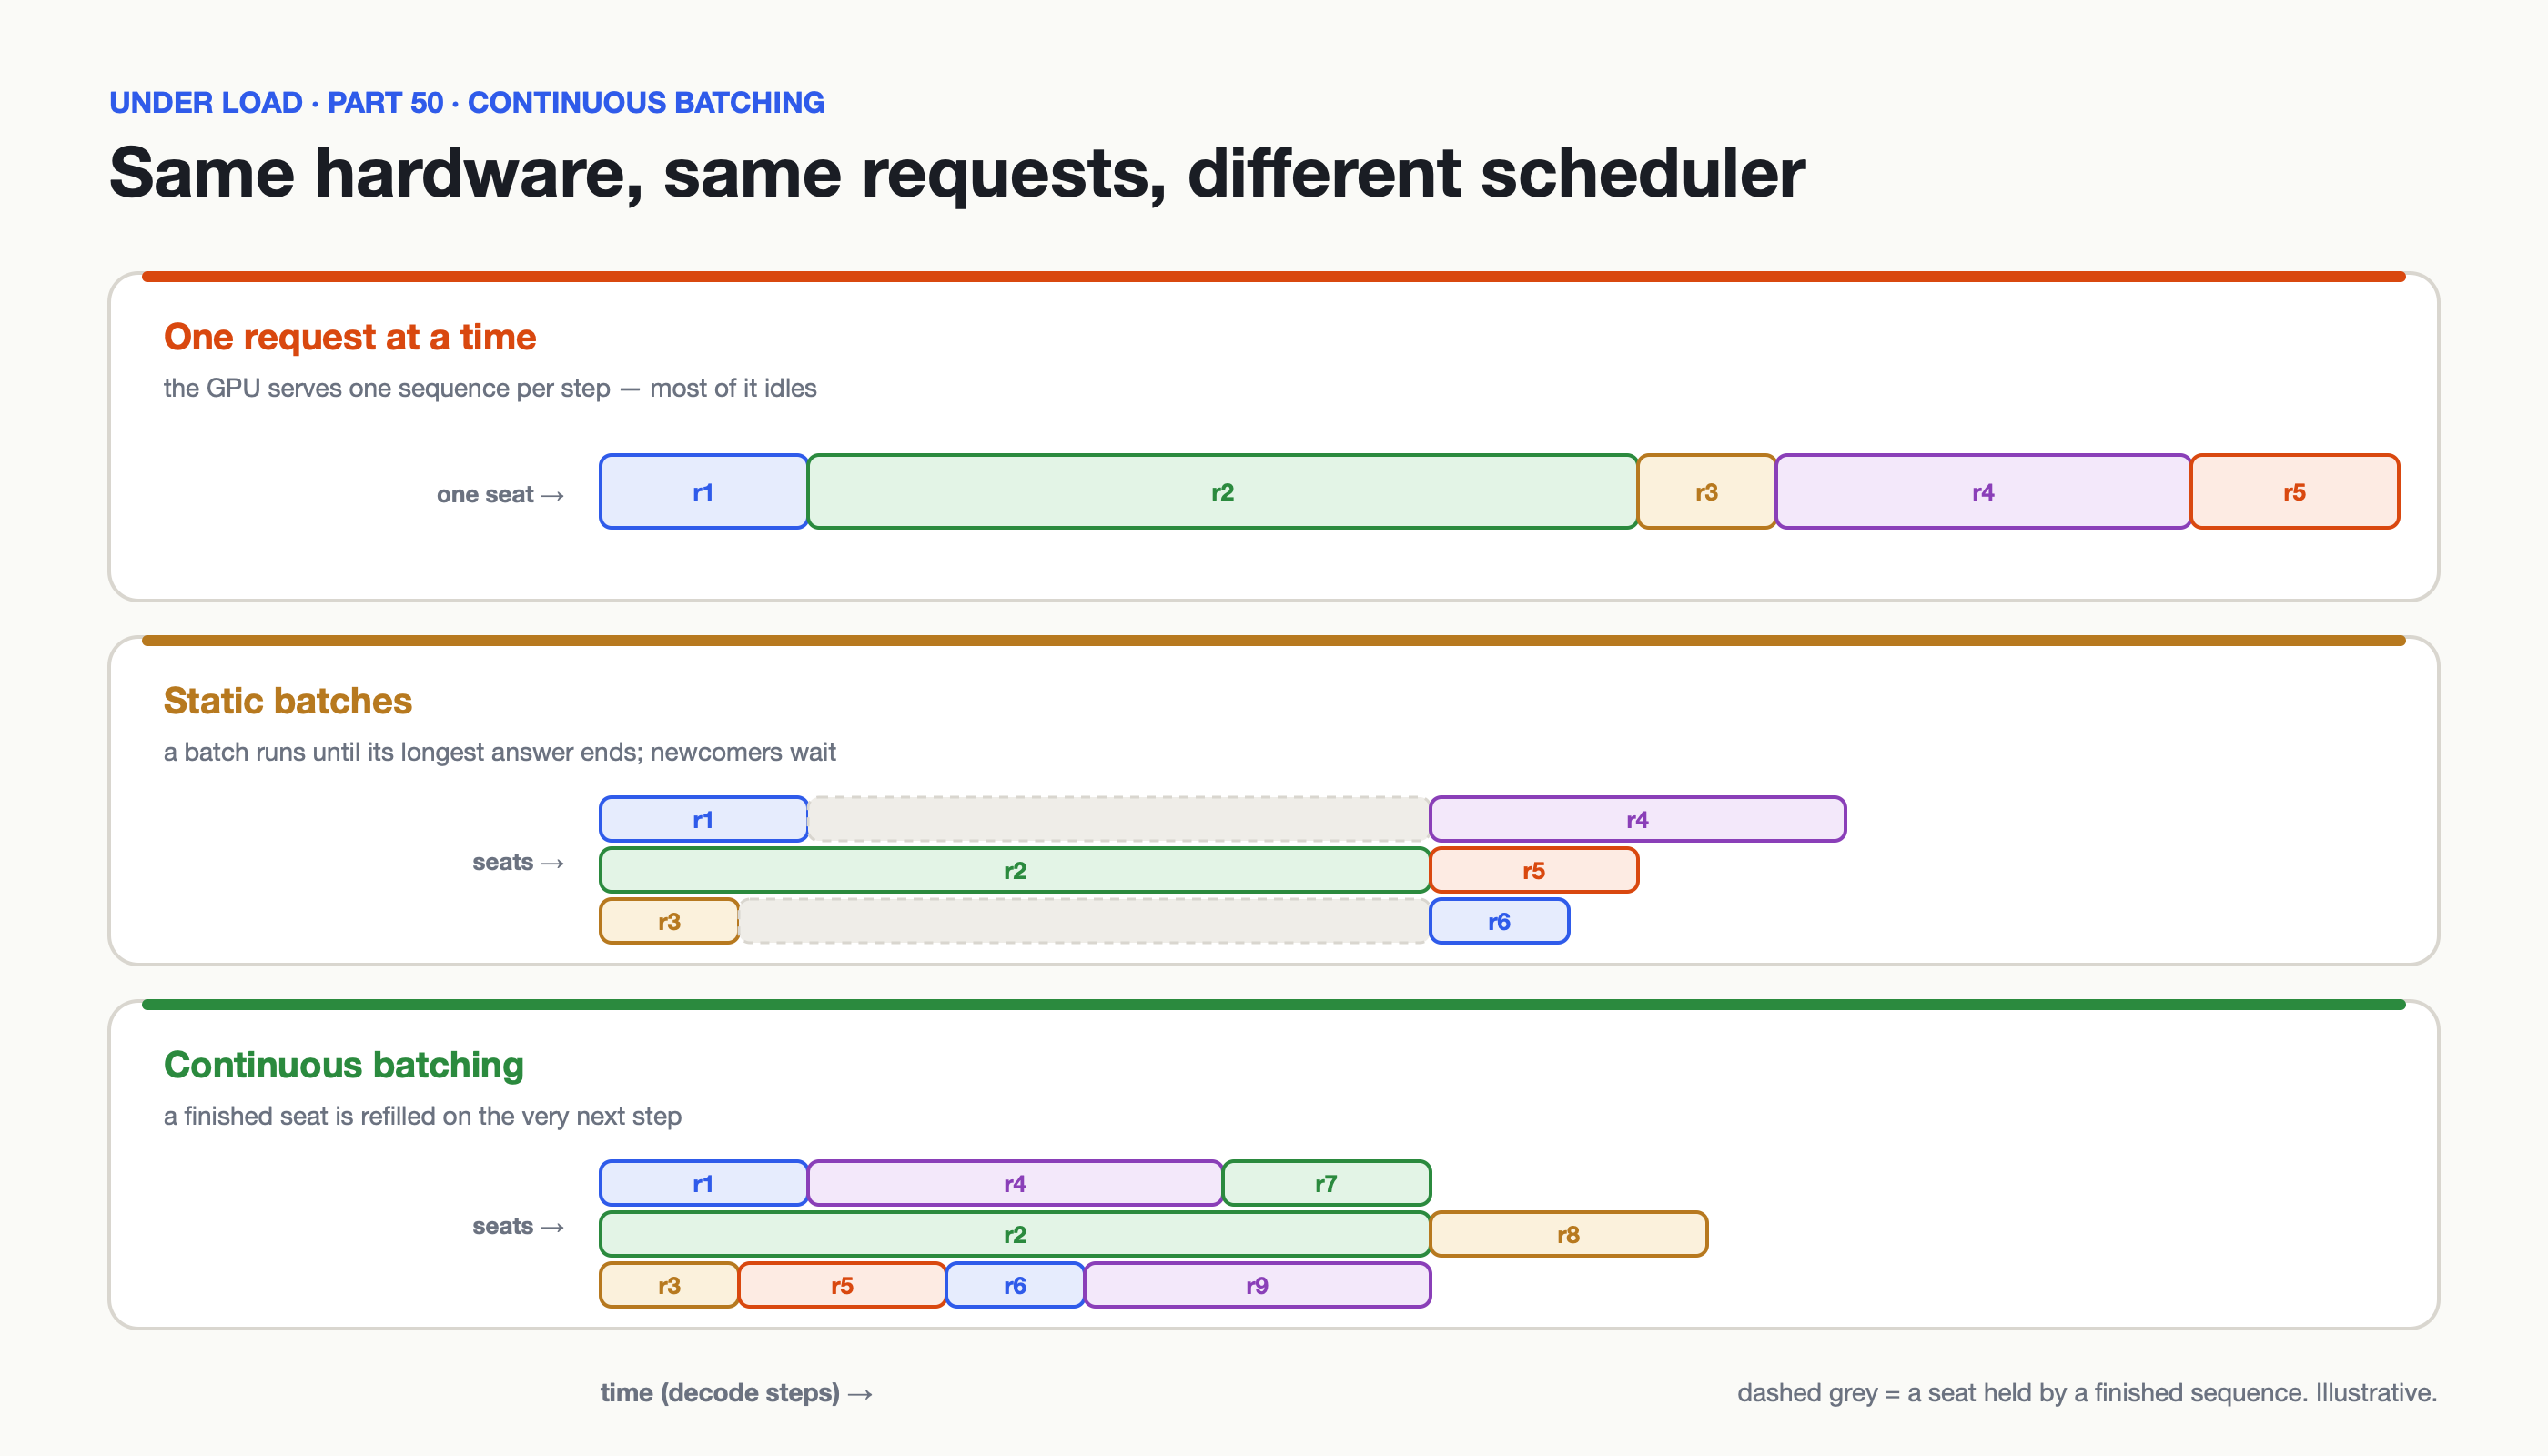 UNDER LOAD · PART 50 · CONTINUOUS BATCHING
Same hardware, same requests, different scheduler
One request at a time
the GPU serves one sequence per step — most of it idles
one seat →
r1
r2
r3
r4
r5
Static batches
a batch runs until its longest answer ends; newcomers wait
seats →
r1
r4
r2
r5
r3
r6
Continuous batching
a finished seat is refilled on the very next step
seats →
r1
r4
r7
r2
r8
r3
r5
r6
r9
time (decode steps) →
dashed grey = a seat held by a finished sequence. Illustrative.